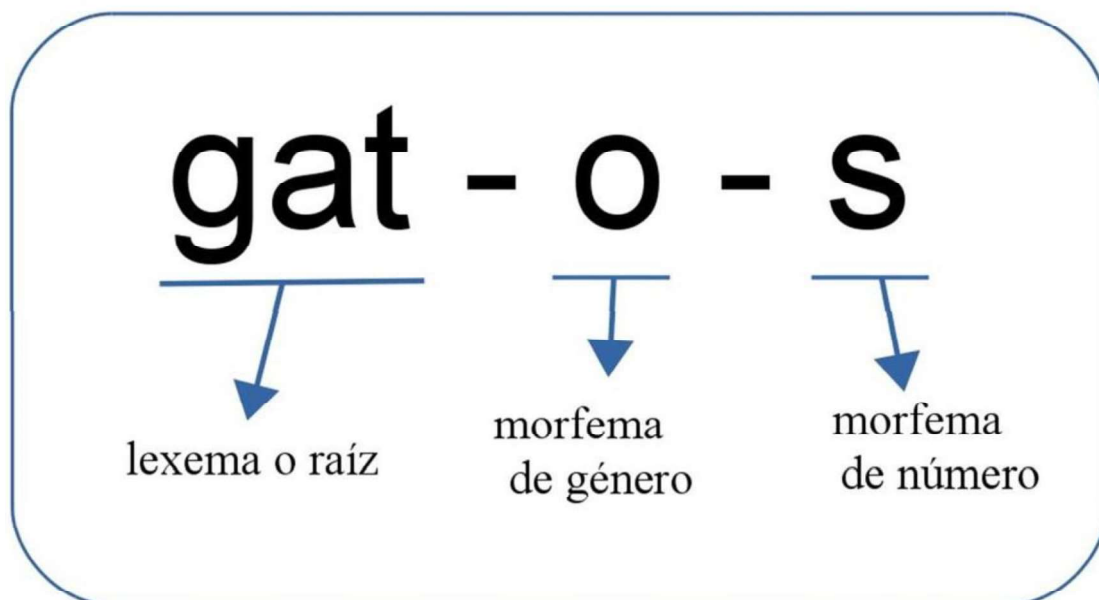 gat - o - s
lexema o raíz
morfema
de género
morfema
de número